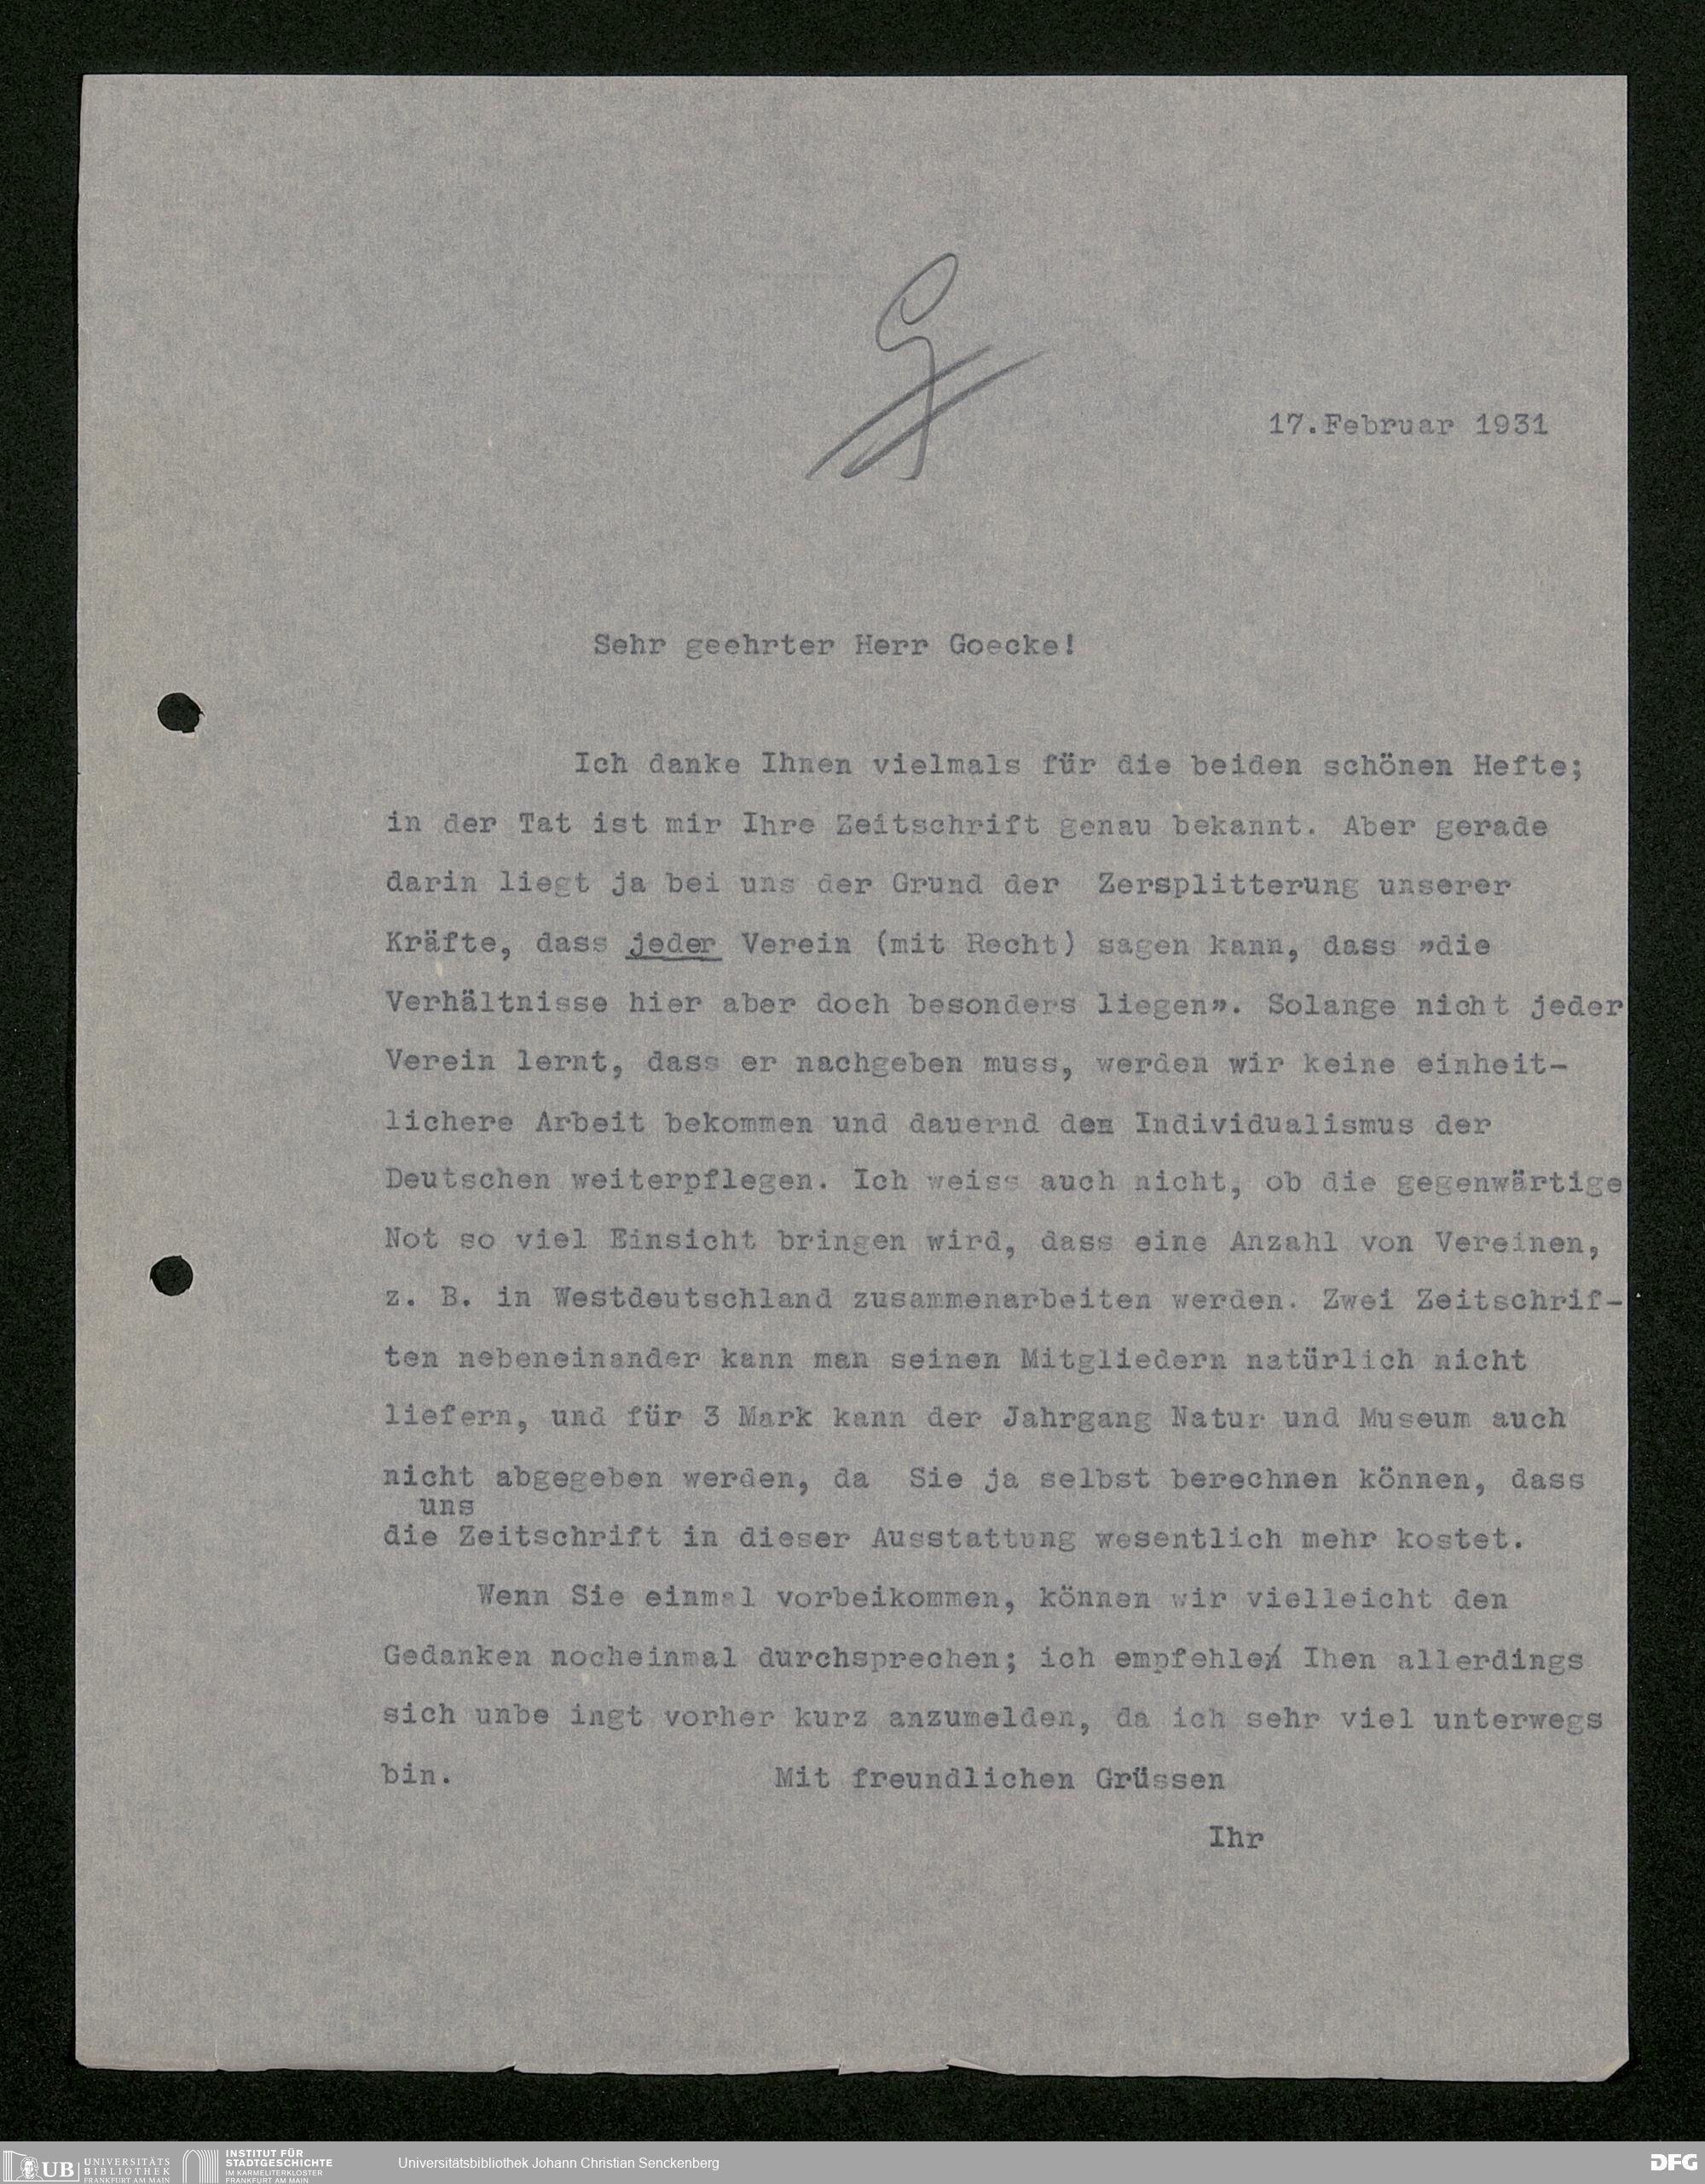 G
17.Februar 1931
Sehr geehrter Herr Goecke!
Ich danke Ihnen vielmals für die beiden schönen Hefte;
in der Tat ist mir Ihre Zeitschrift genau bekannt. Aber gerade
darin liegt ja bei uns der Grund der Zersplitterung unserer
Kräfte, dass jeder Verein (mit Recht) sagen kann, dass "die
Verhältnisse hier aber doch besonders liegen". Solange nicht jeder
Verein lernt, dass er nachgeben muss, werden wir keine einheit-
lichere Arbeit bekommen und dauernd den Individualismus der
Deutschen weiterpflegen. Ich weiss auch nicht, ob die gegenwärtige
Not so viel Einsicht bringen wird, dass eine Anzahl von Vereinen,
z. B. in Westdeutschland zusammenarbeiten werden. Zwei Zeitschrif-
ten nebeneinander kann man seinen Mitgliedern natürlich nicht
liefern, und für 3 Mark kann der Jahrgang Natur und Museum auch
nicht abgegeben werden, da Sie ja selbst berechnen können, dass
uns
die Zeitschrift in dieser Ausstattung wesentlich mehr kostet.
Wenn Sie einmal vorbeikommen, können wir vielleicht den
Gedanken nocheinmal durchsprechen; ich empfehle Ihen allerdings
sich unbe ingt vorher kurz anzumelden, da ich sehr viel unterwegs
bin. Mit freundlichen Grüssen
Ihr
UB UNIVERSITÄTS
BIBLIOTHEK
FRANKFURT AM MAIN
INSTITUT FÜR
STADTGESCHICHTE
IM KARMELITERKLOSTER
FRANKFURT AM MAIN
Universitätsbibliothek Johann Christian Senckenberg
DFG